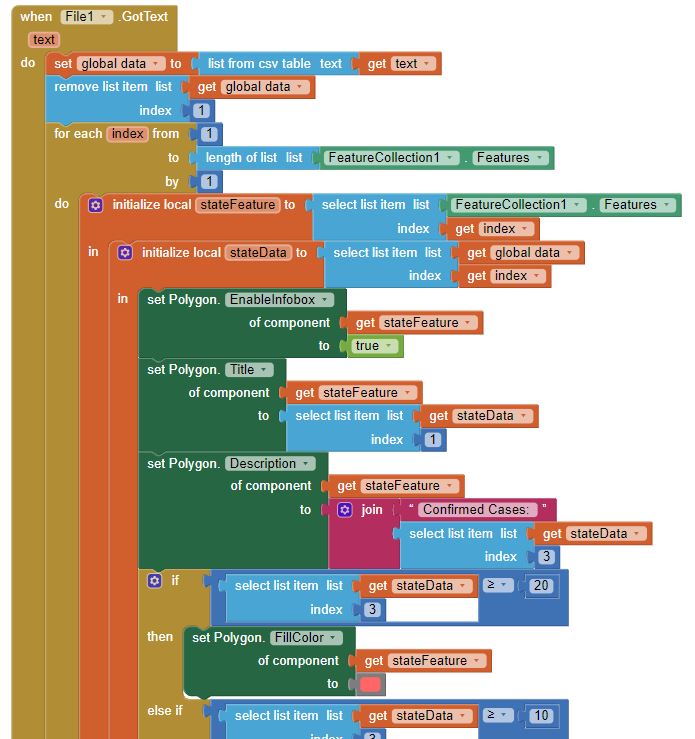 when File1 .GotText
text
do set global data to list from csv table text get text
remove list item list get global data
index 1
for each index from 1
to length of list list FeatureCollection1 . Features
by 1
do initialize local stateFeature to select list item list FeatureCollection1 . Features
index get index
in initialize local stateData to select list item list get global data
index get index
in set Polygon. EnableInfobox
of component get stateFeature
to true
set Polygon. Title
of component get stateFeature
to select list item list get stateData
index 1
set Polygon. Description
of component get stateFeature
to join “ Confirmed Cases: ”
select list item list get stateData
index 3
if select list item list get stateData ≥ 20
index 3
then set Polygon. FillColor
of component get stateFeature
to
else if select list item list get stateData ≥ 10
index 3